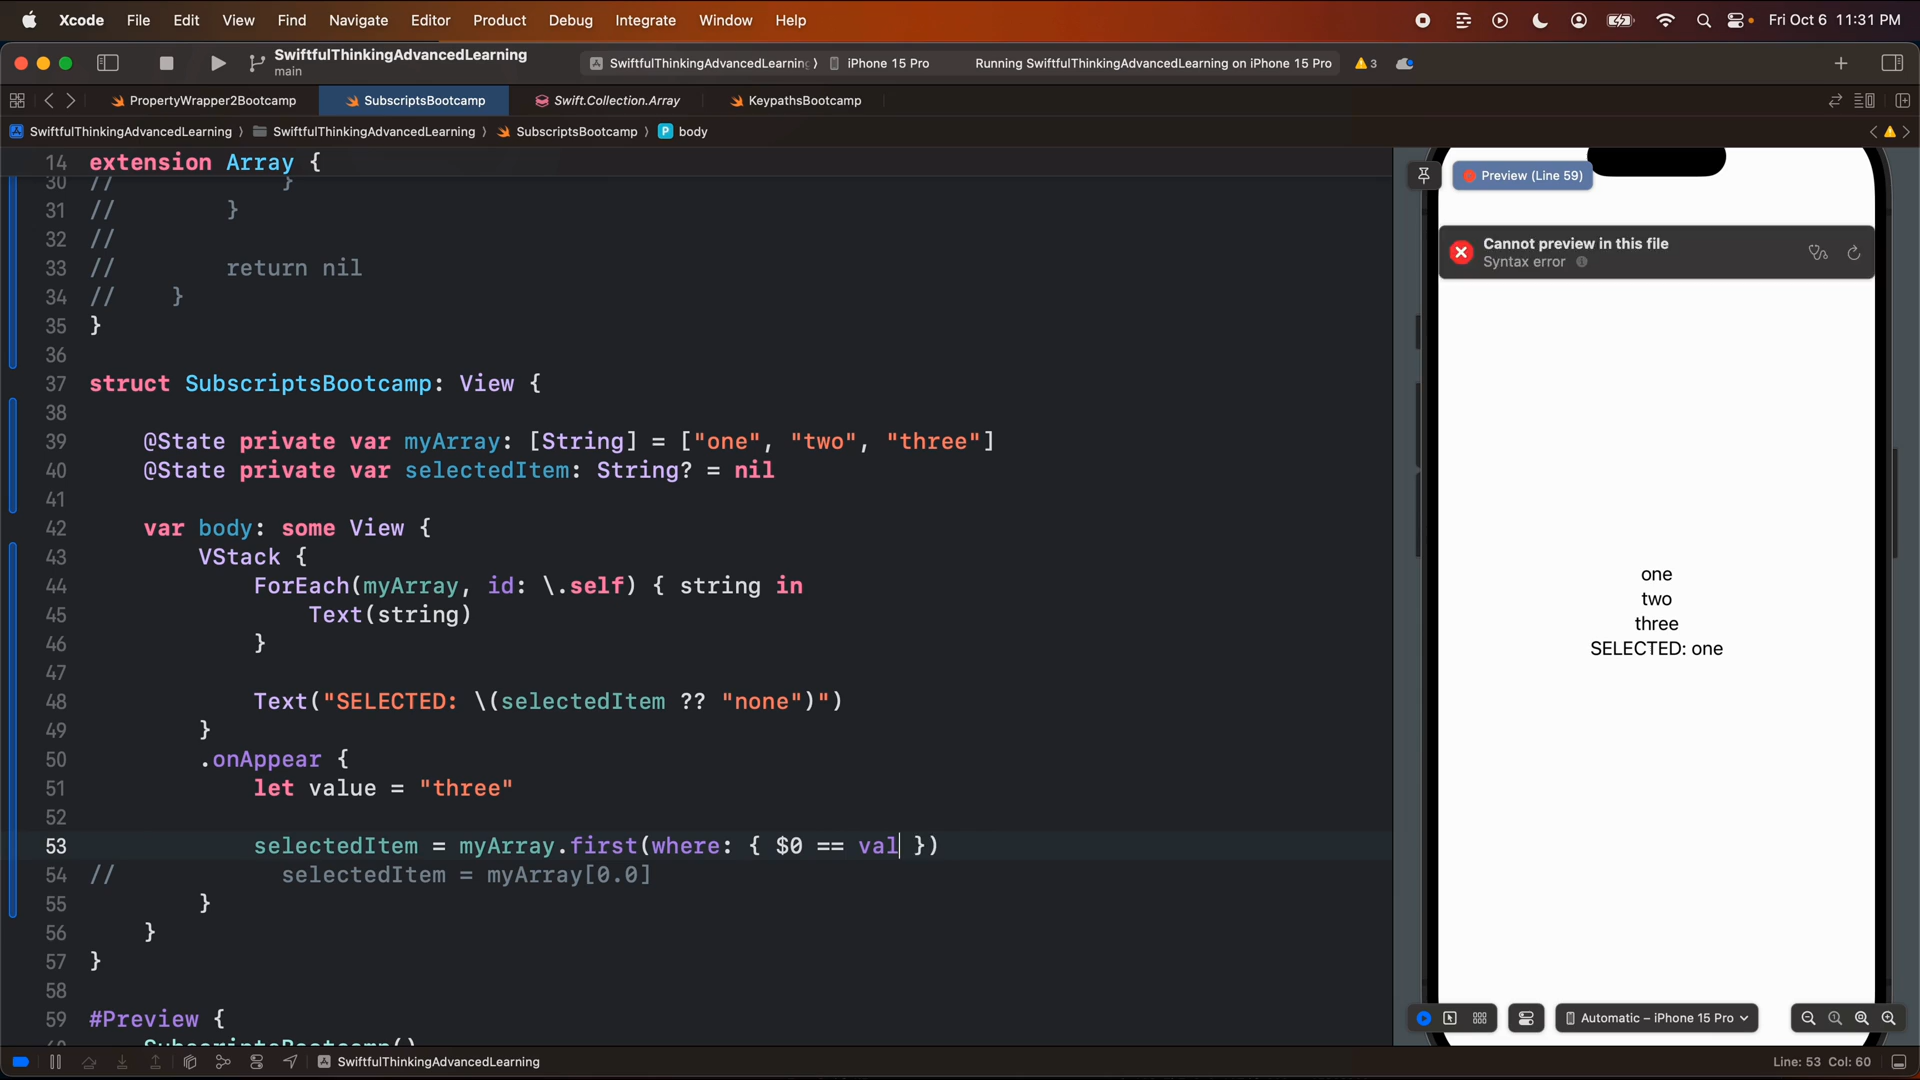 Xcode File Edit View Find Navigate Editor Product Debug Integrate Window Help Fri Oct 6 11:31 PM
SwiftfulThinkingAdvancedLearning
main
SwiftfulThinkingAdvancedLearning 〉 iPhone 15 Pro Running SwiftfulThinkingAdvancedLearning on iPhone 15 Pro 3
PropertyWrapper2Bootcamp SubscriptsBootcamp Swift.Collection.Array KeypathsBootcamp
SwiftfulThinkingAdvancedLearning 〉 SwiftfulThinkingAdvancedLearning 〉 SubscriptsBootcamp 〉 P body
14 extension Array {
30 // }
31 // }
32 //
33 // return nil
34 // }
35 }
36
37 struct SubscriptsBootcamp: View {
38
39 @State private var myArray: [String] = ["one", "two", "three"]
40 @State private var selectedItem: String? = nil
41
42 var body: some View {
43 VStack {
44 ForEach(myArray, id: \.self) { string in
45 Text(string)
46 }
47
48 Text("SELECTED: \(selectedItem ?? "none")")
49 }
50 .onAppear {
51 let value = "three"
52
53 selectedItem = myArray.first(where: { $0 == val })
54 // selectedItem = myArray[0.0]
55 }
56 }
57 }
58
59 #Preview {
SubscriptsBootcamp()
Preview (Line 59)
Cannot preview in this file
Syntax error
one
two
three
SELECTED: one
Automatic – iPhone 15 Pro
SwiftfulThinkingAdvancedLearning
Line: 53 Col: 60